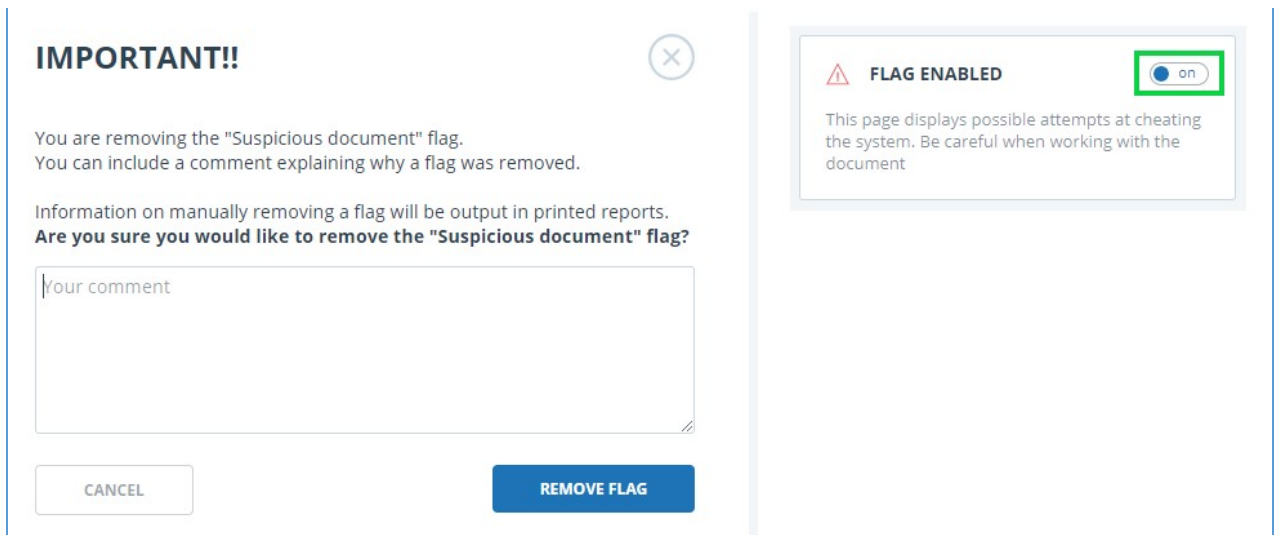 IMPORTANT!!
You are removing the "Suspicious document" flag.
You can include a comment explaining why a flag was removed.
Information on manually removing a flag will be output in printed reports.
Are you sure you would like to remove the "Suspicious document" flag?
Your comment
CANCEL
REMOVE FLAG
FLAG ENABLED
on
This page displays possible attempts at cheating
the system. Be careful when working with the
document